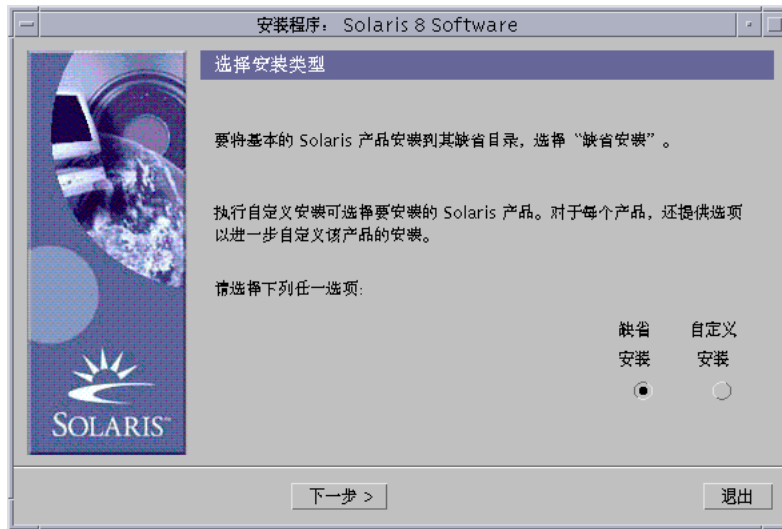 安装程序： Solaris 8 Software
选择安装类型
要将基本的 Solaris 产品安装到其缺省目录，选择“缺省安装”。
执行自定义安装可选择要安装的 Solaris 产品。对于每个产品，还提供选项
以进一步自定义该产品的安装。
请选择下列任一选项:
缺省 自定义
安装 安装
SOLARIS™
下一步 > 退出